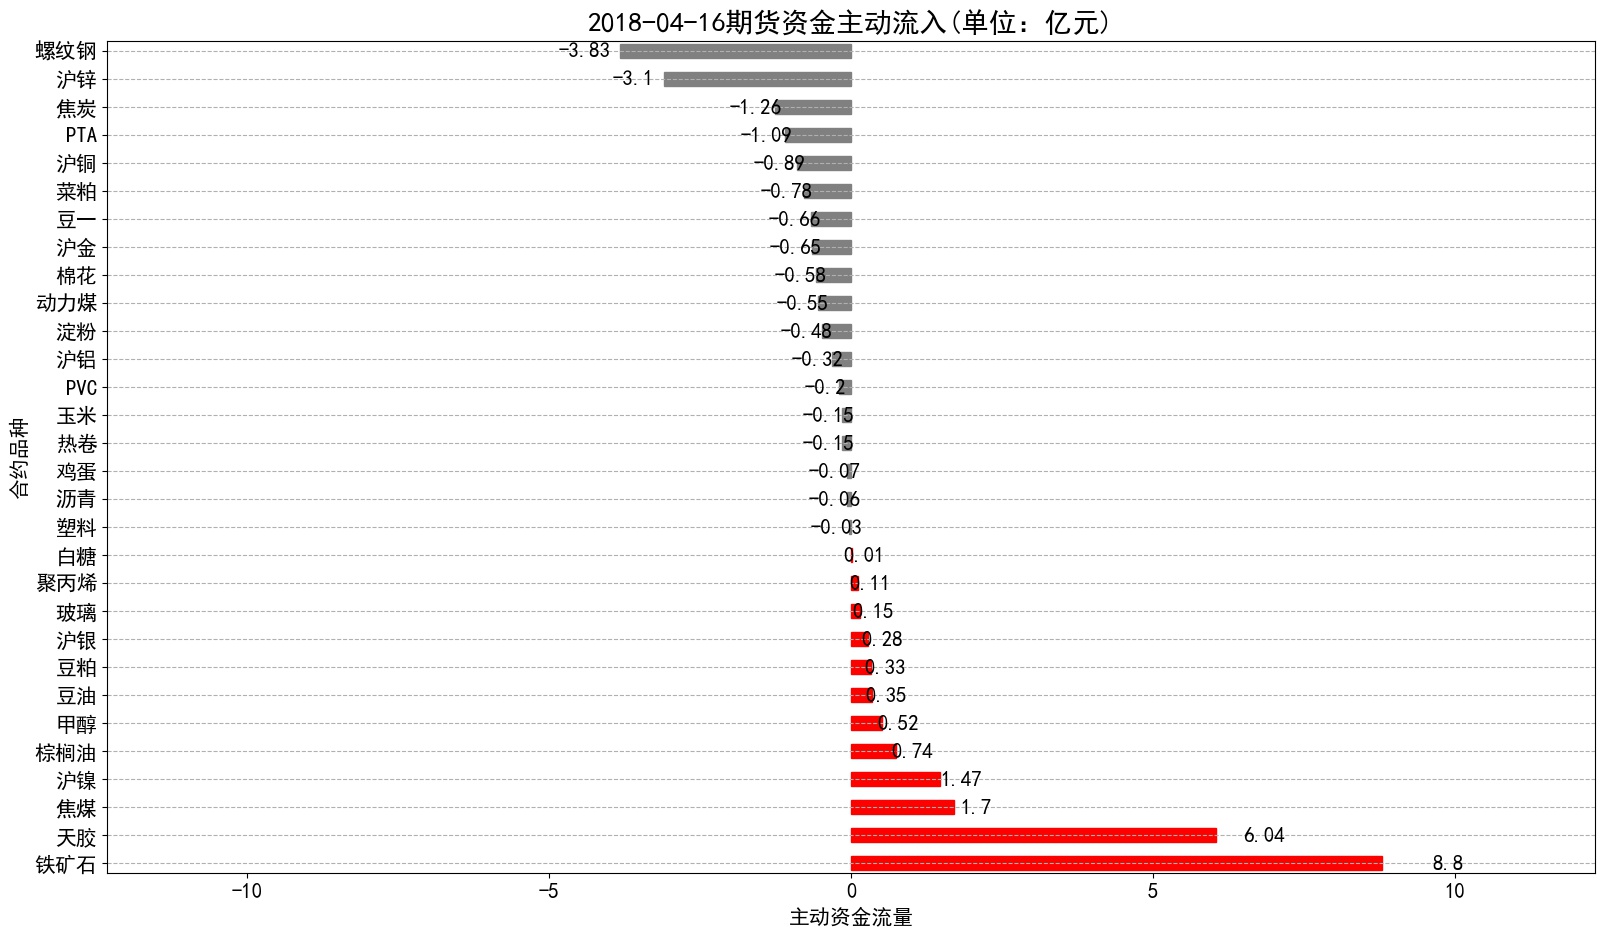 2018-04-16期货资金主动流入(单位：亿元)
螺纹钢 -3.83
沪锌 -3.1
焦炭 -1.26
PTA -1.09
沪铜 -0.89
菜粕 -0.78
豆一 -0.66
沪金 -0.65
棉花 -0.58
动力煤 -0.55
淀粉 -0.48
沪铝 -0.32
PVC -0.2
玉米 -0.15
热卷 -0.15
鸡蛋 -0.07
沥青 -0.06
塑料 -0.03
白糖 0.01
聚丙烯 0.11
玻璃 0.15
沪银 0.28
豆粕 0.33
豆油 0.35
甲醇 0.52
棕榈油 0.74
沪镍 1.47
焦煤 1.7
天胶 6.04
铁矿石 8.8
合约品种
-10 -5 0 5 10
主动资金流量